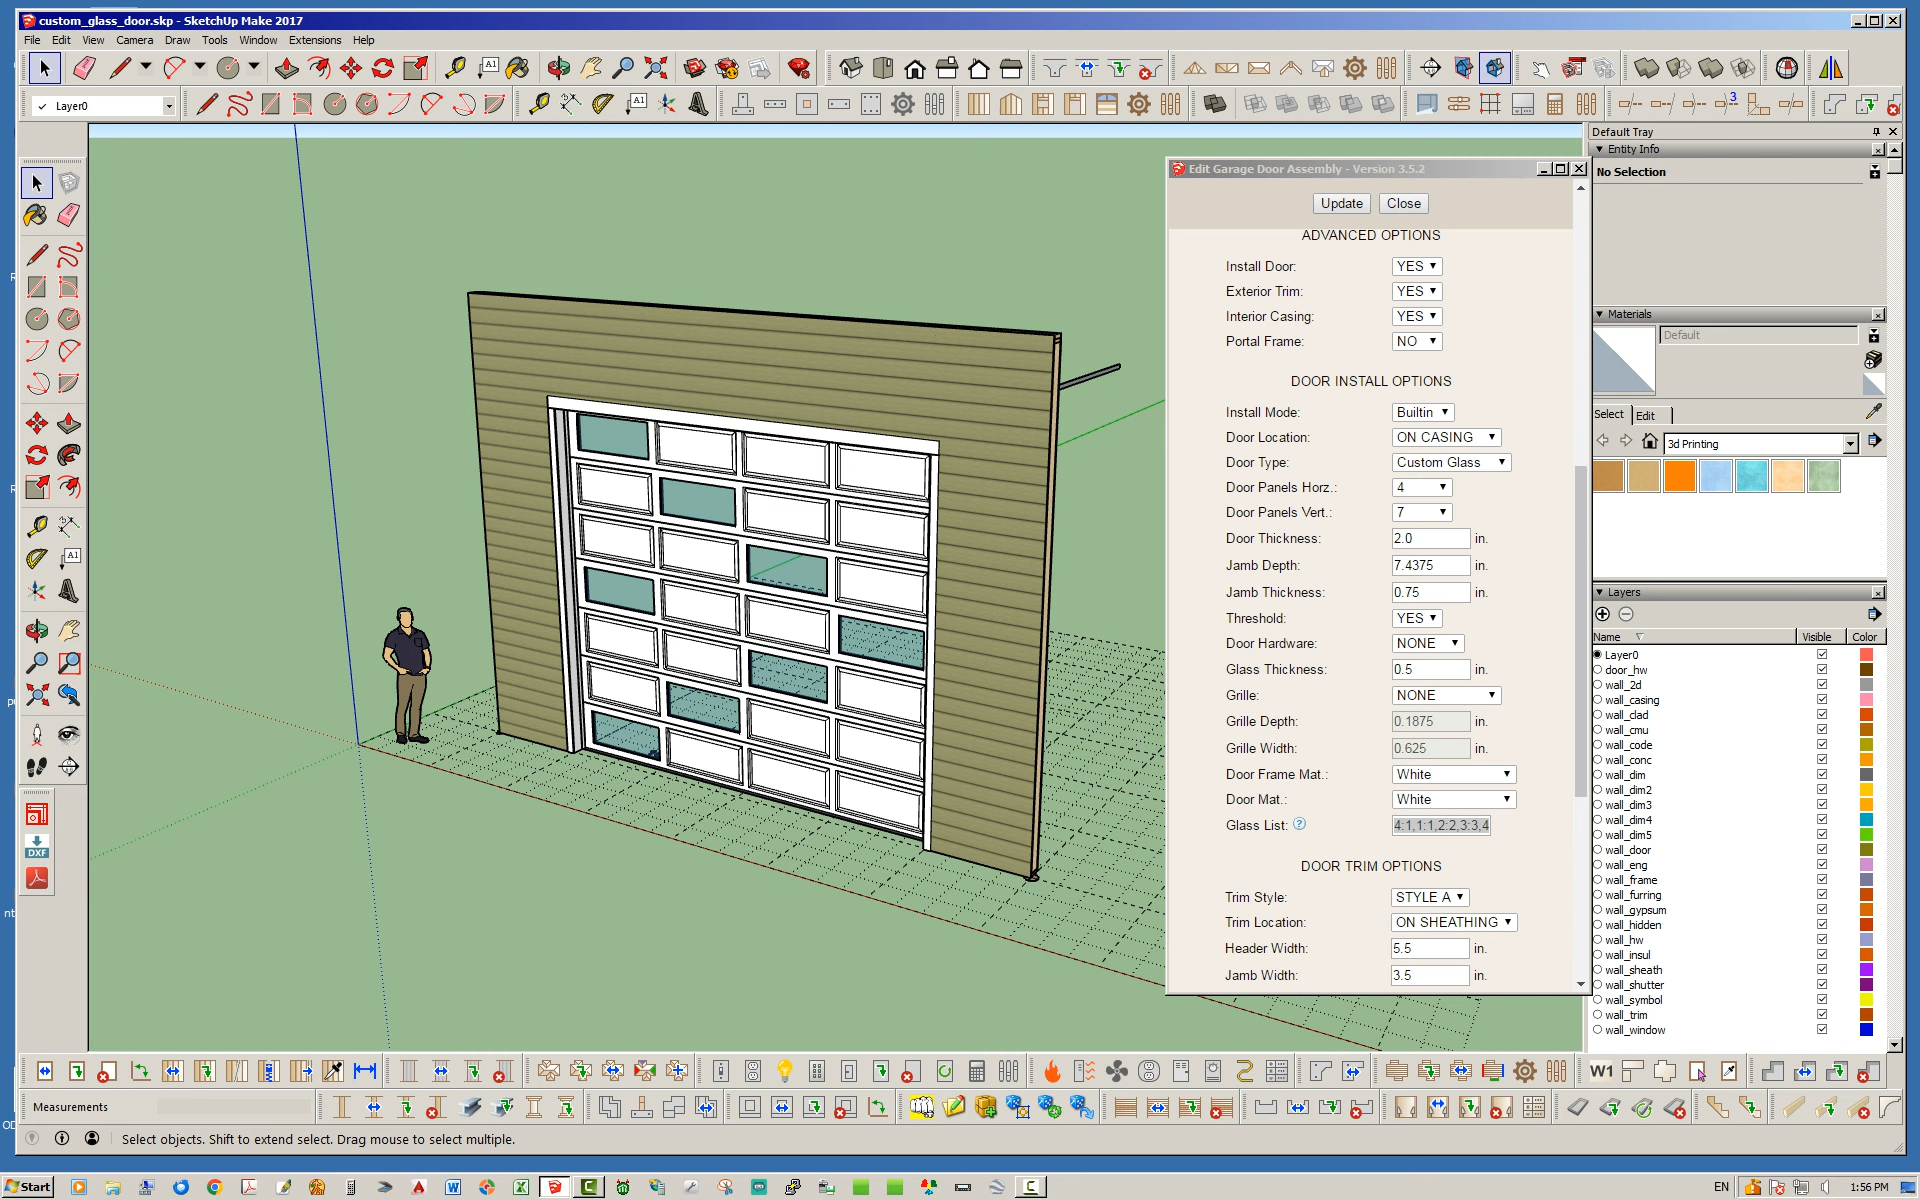 custom_glass_door.skp - SketchUp Make 2017
File Edit View Camera Draw Tools Window Extensions Help
A1
Layer0
A1
3
Default Tray
Entity Info
No Selection
Edit Garage Door Assembly - Version 3.5.2
Update Close
ADVANCED OPTIONS
Install Door: YES
Exterior Trim: YES
Interior Casing: YES
Portal Frame: NO
DOOR INSTALL OPTIONS
Install Mode: Builtin
Door Location: ON CASING
Door Type: Custom Glass
Door Panels Horz.: 4
Door Panels Vert.: 7
Door Thickness: 2.0 in.
Jamb Depth: 7.4375 in.
Jamb Thickness: 0.75 in.
Threshold: YES
Door Hardware: NONE
Glass Thickness: 0.5 in.
Grille: NONE
Grille Depth: 0.1875 in.
Grille Width: 0.625 in.
Door Frame Mat.: White
Door Mat.: White
Glass List: ? 4:1,1:1,2:2,3:3,4
DOOR TRIM OPTIONS
Trim Style: STYLE A
Trim Location: ON SHEATHING
Header Width: 5.5 in.
Jamb Width: 3.5 in.
Materials
Default
Select Edit
3d Printing
Layers
Name Visible Color
Layer0
door_hw
wall_2d
wall_casing
wall_clad
wall_cmu
wall_code
wall_conc
wall_dim
wall_dim2
wall_dim3
wall_dim4
wall_dim5
wall_door
wall_eng
wall_frame
wall_furring
wall_gypsum
wall_hidden
wall_hw
wall_insul
wall_sheath
wall_shutter
wall_symbol
wall_trim
wall_window
A1
DXF
W1
Measurements
Select objects. Shift to extend select. Drag mouse to select multiple.
Start
EN
1:56 PM